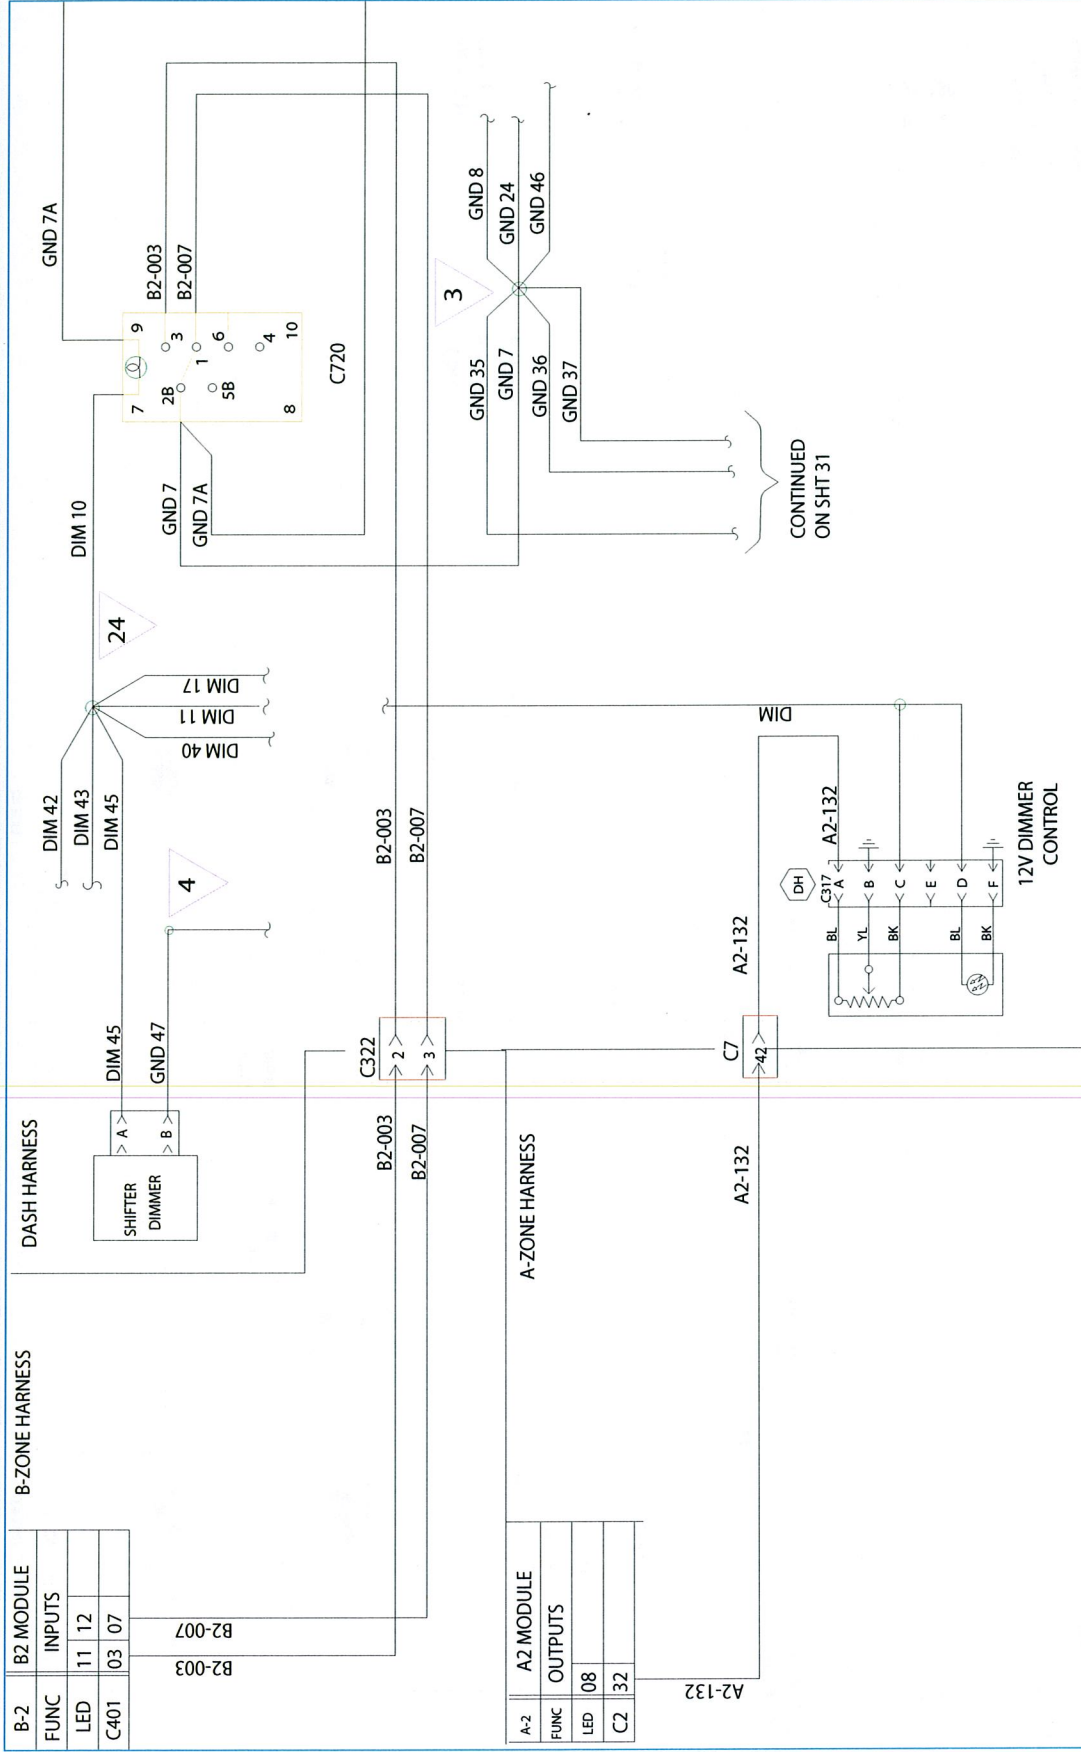 B-2 B2 MODULE
FUNC INPUTS
LED 11 12
C401 03 07
B2-003
B2-007
B-ZONE HARNESS
DASH HARNESS
SHIFTER
DIMMER
A
B
DIM 45
GND 47
4
DIM 42
DIM 43
DIM 45
DIM 40
DIM 11
DIM 17
24
DIM 10
GND 7
GND 7A
7
9
2B
3
1
5B
6
4
8
10
C720
GND 7A
B2-003
B2-007
C322
2
3
B2-003
B2-007
B2-003
B2-007
3
GND 35
GND 7
GND 36
GND 37
GND 8
GND 24
GND 46
CONTINUED
ON SHT 31
A-2 A2 MODULE
FUNC OUTPUTS
LED 08
C2 32
A2-132
A-ZONE HARNESS
A2-132
C7
42
A2-132
A2-132
DIM
DH
C317
BL A
YL B
BK C
E
BL D
BK F
12V DIMMER
CONTROL